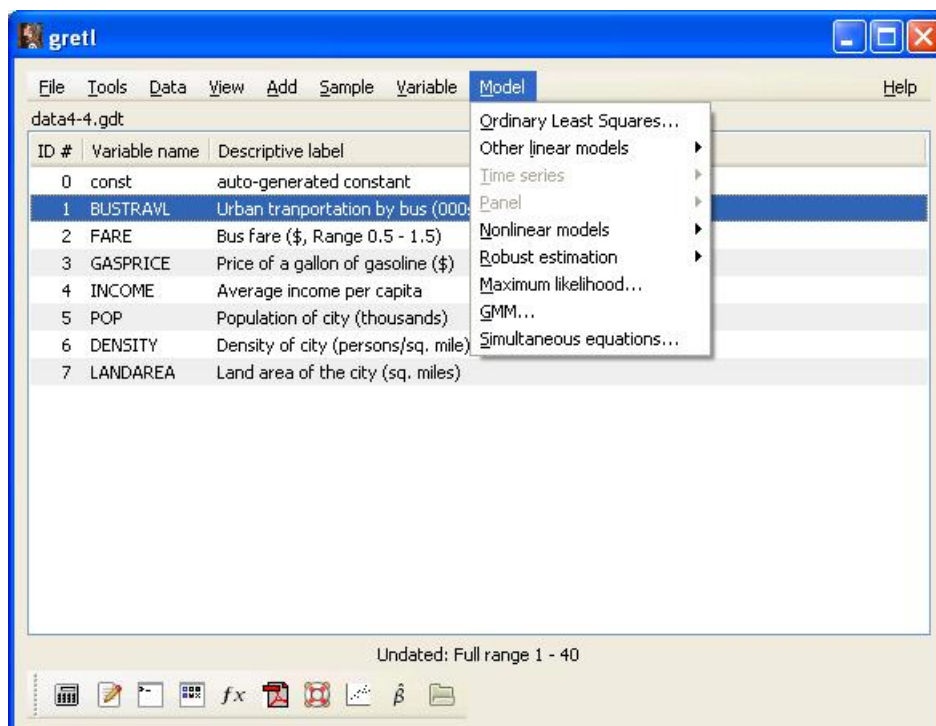 gretl
File Tools Data View Add Sample Variable Model Help
data4-4.gdt
ID # Variable name Descriptive label
0 const auto-generated constant
1 BUSTRAVL Urban tranportation by bus (000s
2 FARE Bus fare ($, Range 0.5 - 1.5)
3 GASPRICE Price of a gallon of gasoline ($)
4 INCOME Average income per capita
5 POP Population of city (thousands)
6 DENSITY Density of city (persons/sq. mile)
7 LANDAREA Land area of the city (sq. miles)
Ordinary Least Squares...
Other linear models
Time series
Panel
Nonlinear models
Robust estimation
Maximum likelihood...
GMM...
Simultaneous equations...
Undated: Full range 1 - 40
fx β̂